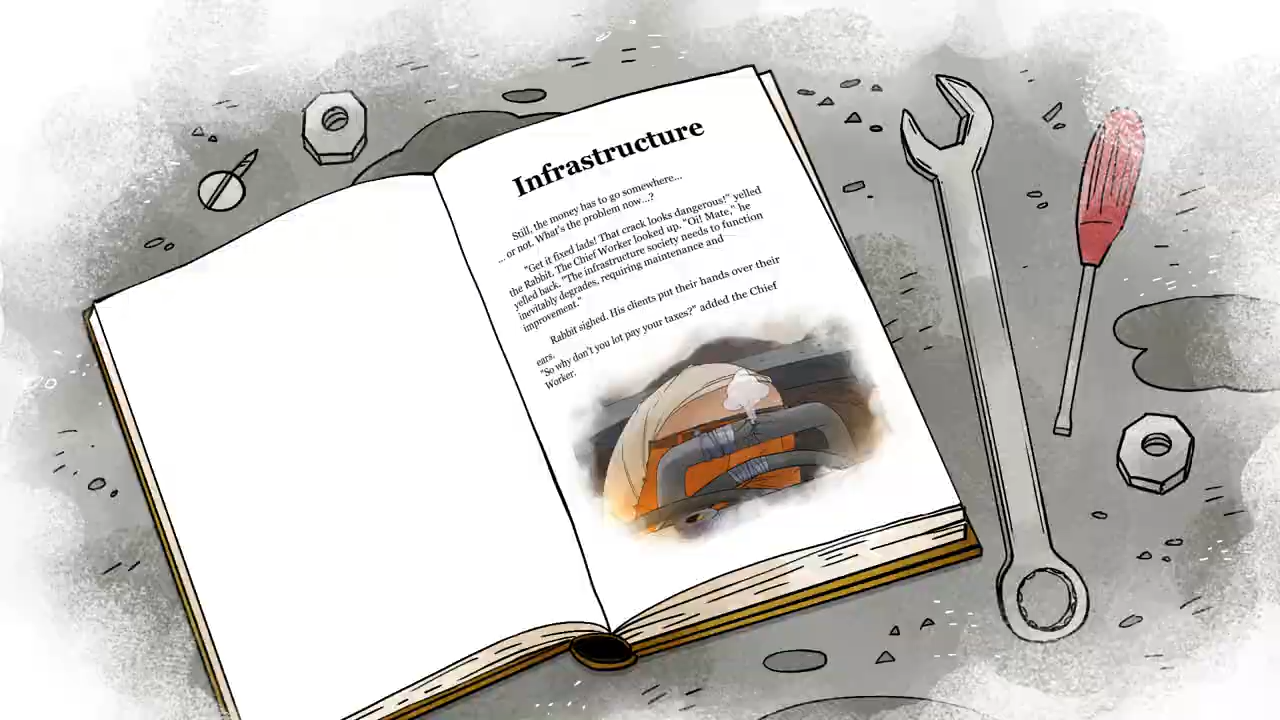 Infrastructure
Still, the money has to go somewhere...
... or not. What's the problem now...?
"Get it fixed lads! That crack looks dangerous!" yelled
the Rabbit. The Chief Worker looked up. "Oi! Mate," he
yelled back. "The infrastructure society needs to function
inevitably degrades, requiring maintenance and
improvement."
Rabbit sighed. His clients put their hands over their
ears.
"So why don't you lot pay your taxes?" added the Chief
Worker.